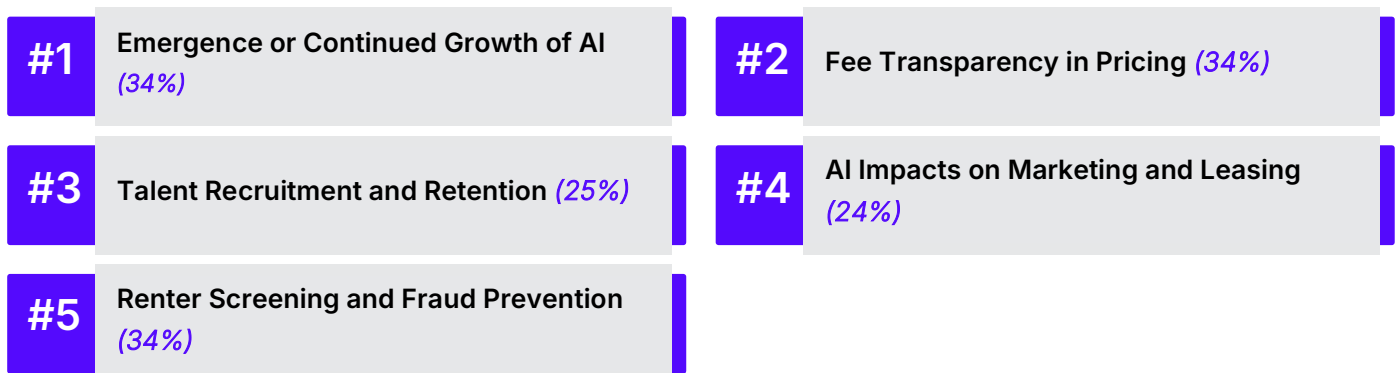 #1
Emergence or Continued Growth of AI
(34%)
#2
Fee Transparency in Pricing (34%)
#3
Talent Recruitment and Retention (25%)
#4
AI Impacts on Marketing and Leasing
(24%)
#5
Renter Screening and Fraud Prevention
(34%)